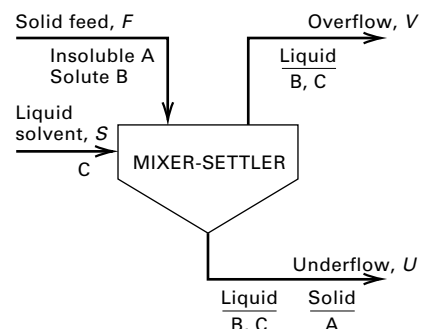 Solid feed, F
Insoluble A
Solute B
Overflow, V
Liquid
B, C
Liquid
solvent, S
C
MIXER-SETTLER
Underflow, U
Liquid Solid
B, C A